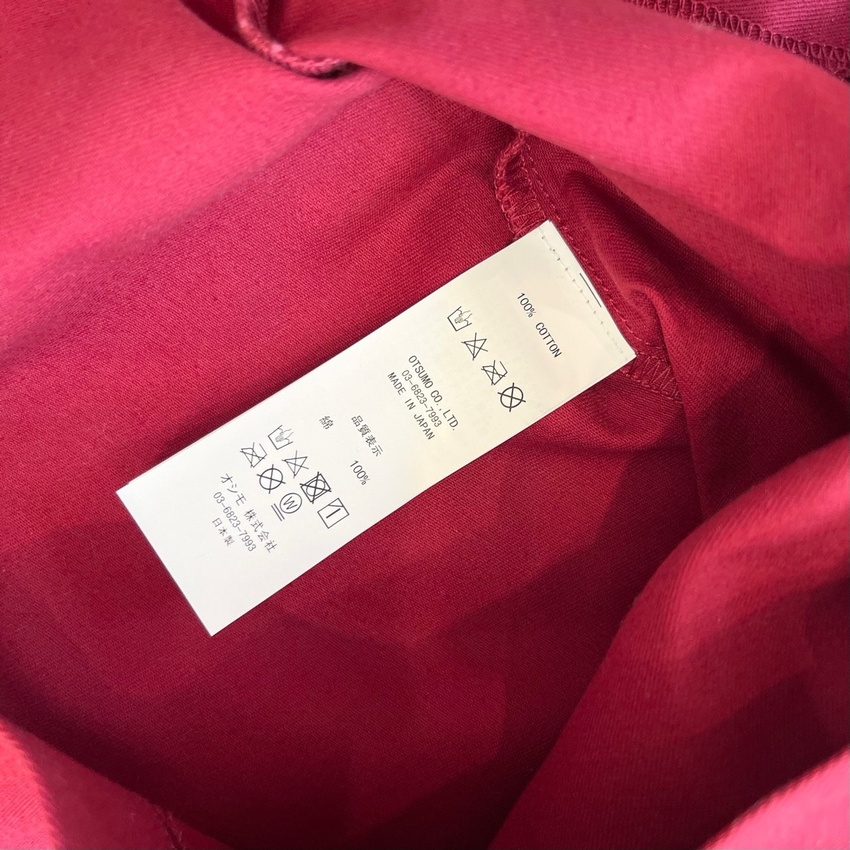 100% COTTON
OTSUMO CO., LTD.
03-6823-7993
MADE IN JAPAN
品質表示
綿 100%
W
オシモ 株式会社
03-6823-7993
日本製